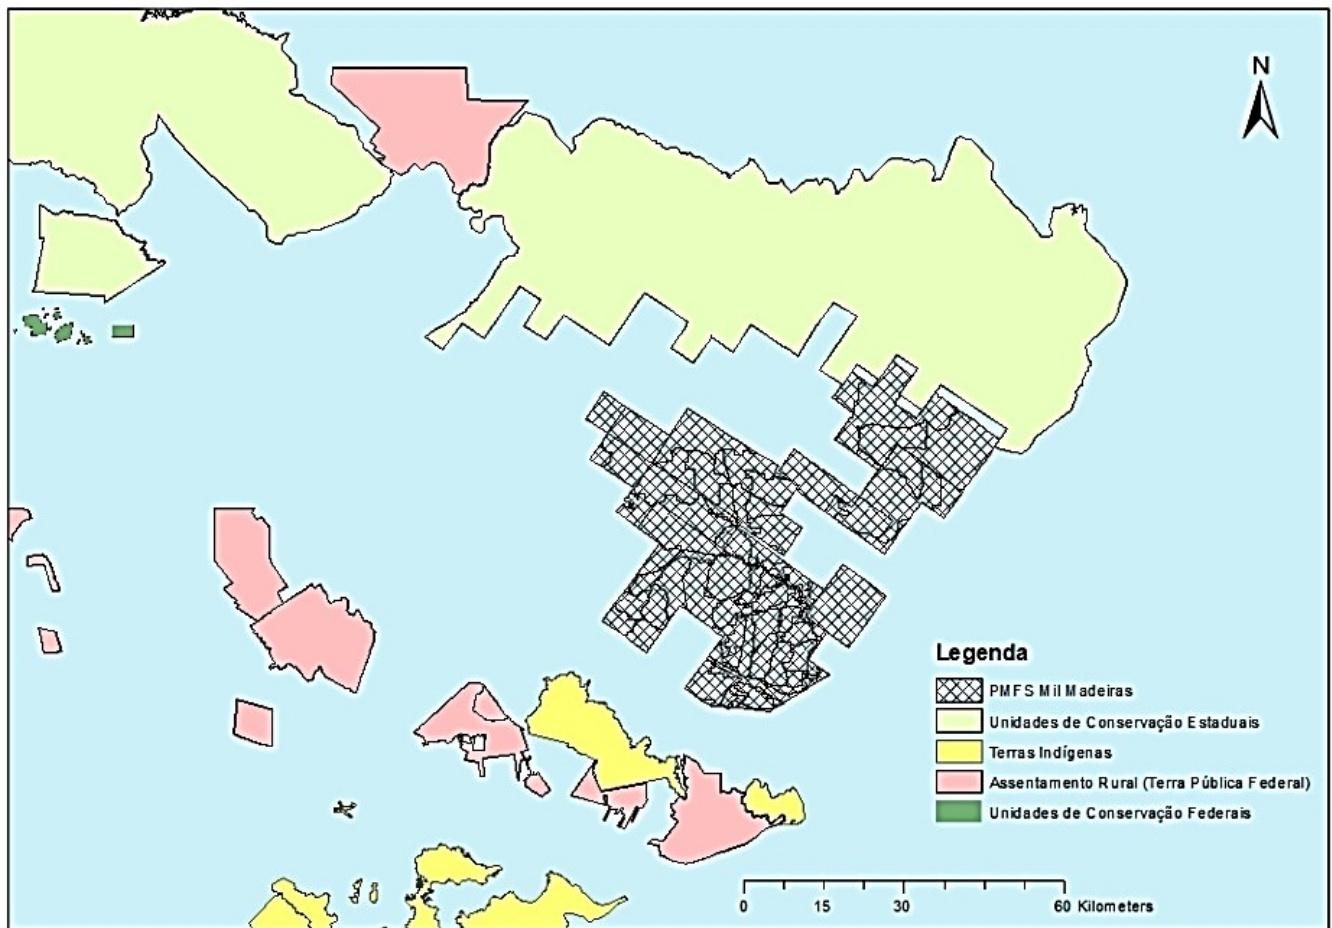 N
Legenda
PMFS Mil Madeiras
Unidades de Conservação Estaduais
Terras Indígenas
Assentamento Rural (Terra Pública Federal)
Unidades de Conservação Federais
0 15 30 60 Kilometers